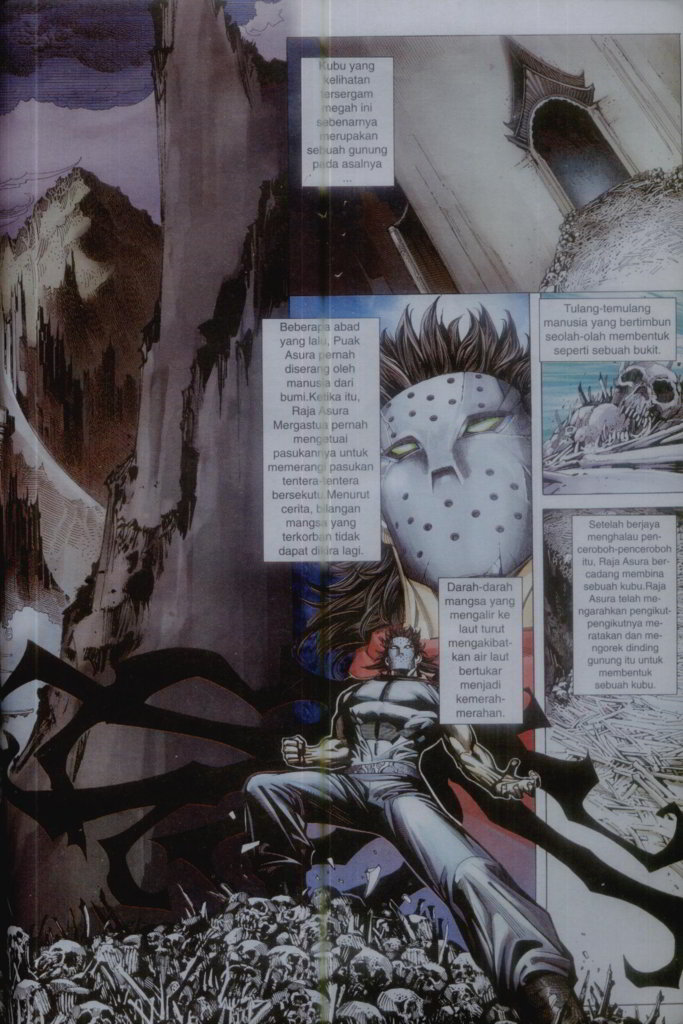 Kubu yang
kelihatan
tersergam
megah ini
sebenarnya
merupakan
sebuah gunung
pada asalnya
...
Beberapa abad
yang lalu, Puak
Asura pernah
diserang oleh
manusia dari
bumi.Ketika itu,
Raja Asura
Mergastua pernah
mengetuai
pasukannya untuk
memerangi pasukan
tentera-tentera
bersekutu.Menurut
cerita, bilangan
mangsa yang
terkorban tidak
dapat dikira lagi.
Tulang-temulang
manusia yang bertimbun
seolah-olah membentuk
seperti sebuah bukit.
Darah-darah
mangsa yang
mengalir ke
laut turut
mengakibat-
kan air laut
bertukar
menjadi
kemerah-
merahan.
Setelah berjaya
menghalau pen-
ceroboh-penceroboh
itu, Raja Asura ber-
cadang membina
sebuah kubu.Raja
Asura telah me-
ngarahkan pengikut-
pengikutnya me-
ratakan dan me-
ngorek dinding
gunung itu untuk
membentuk
sebuah kubu.